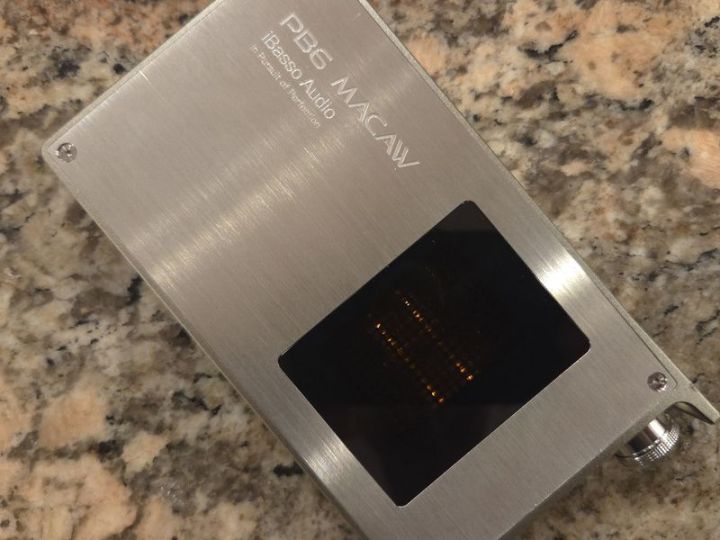 PB6 MACAW
iBasso Audio
In Pursuit of Perfection